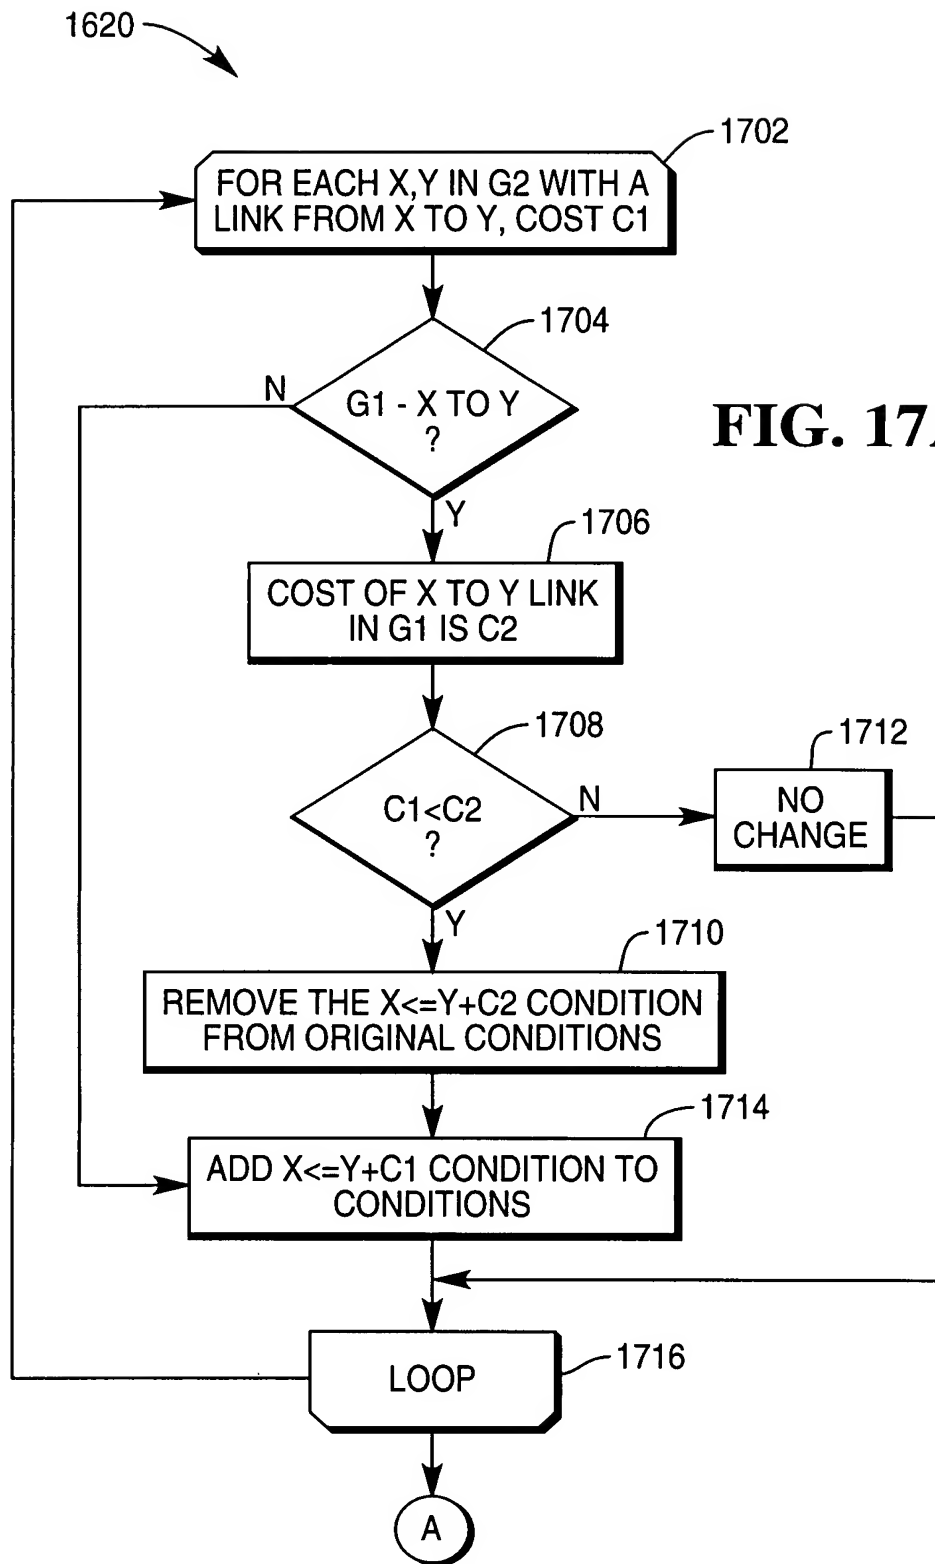 1620
1702
FOR EACH X,Y IN G2 WITH A
LINK FROM X TO Y, COST C1
1704
N
G1 - X TO Y
?
FIG. 17A
Y
1706
COST OF X TO Y LINK
IN G1 IS C2
1708
1712
C1<C2
?
N
NO
CHANGE
Y
1710
REMOVE THE X<=Y+C2 CONDITION
FROM ORIGINAL CONDITIONS
1714
ADD X<=Y+C1 CONDITION TO
CONDITIONS
LOOP
1716
A